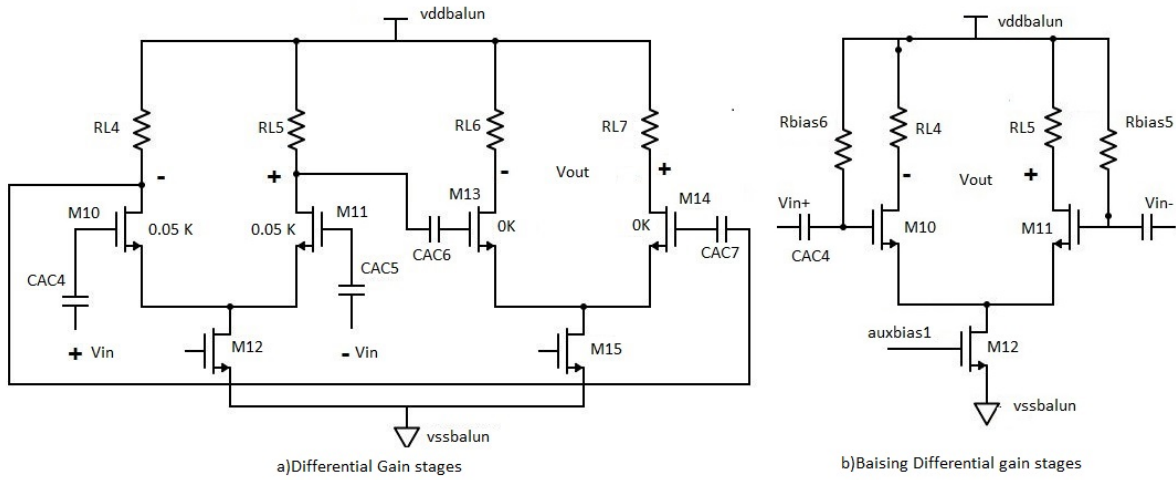 vddbalun
RL4
RL5
RL6
RL7
-
+
-
Vout
+
M10
0.05 K
0.05 K
M11
M13
0K
0K
M14
CAC4
CAC5
CAC6
CAC7
+ Vin
M12
- Vin
M15
vssbalun
a)Differential Gain stages
vddbalun
Rbias6
RL4
RL5
Rbias5
-
Vout
+
Vin+
CAC4
M10
M11
Vin-
auxbias1
M12
vssbalun
b)Baising Differential gain stages